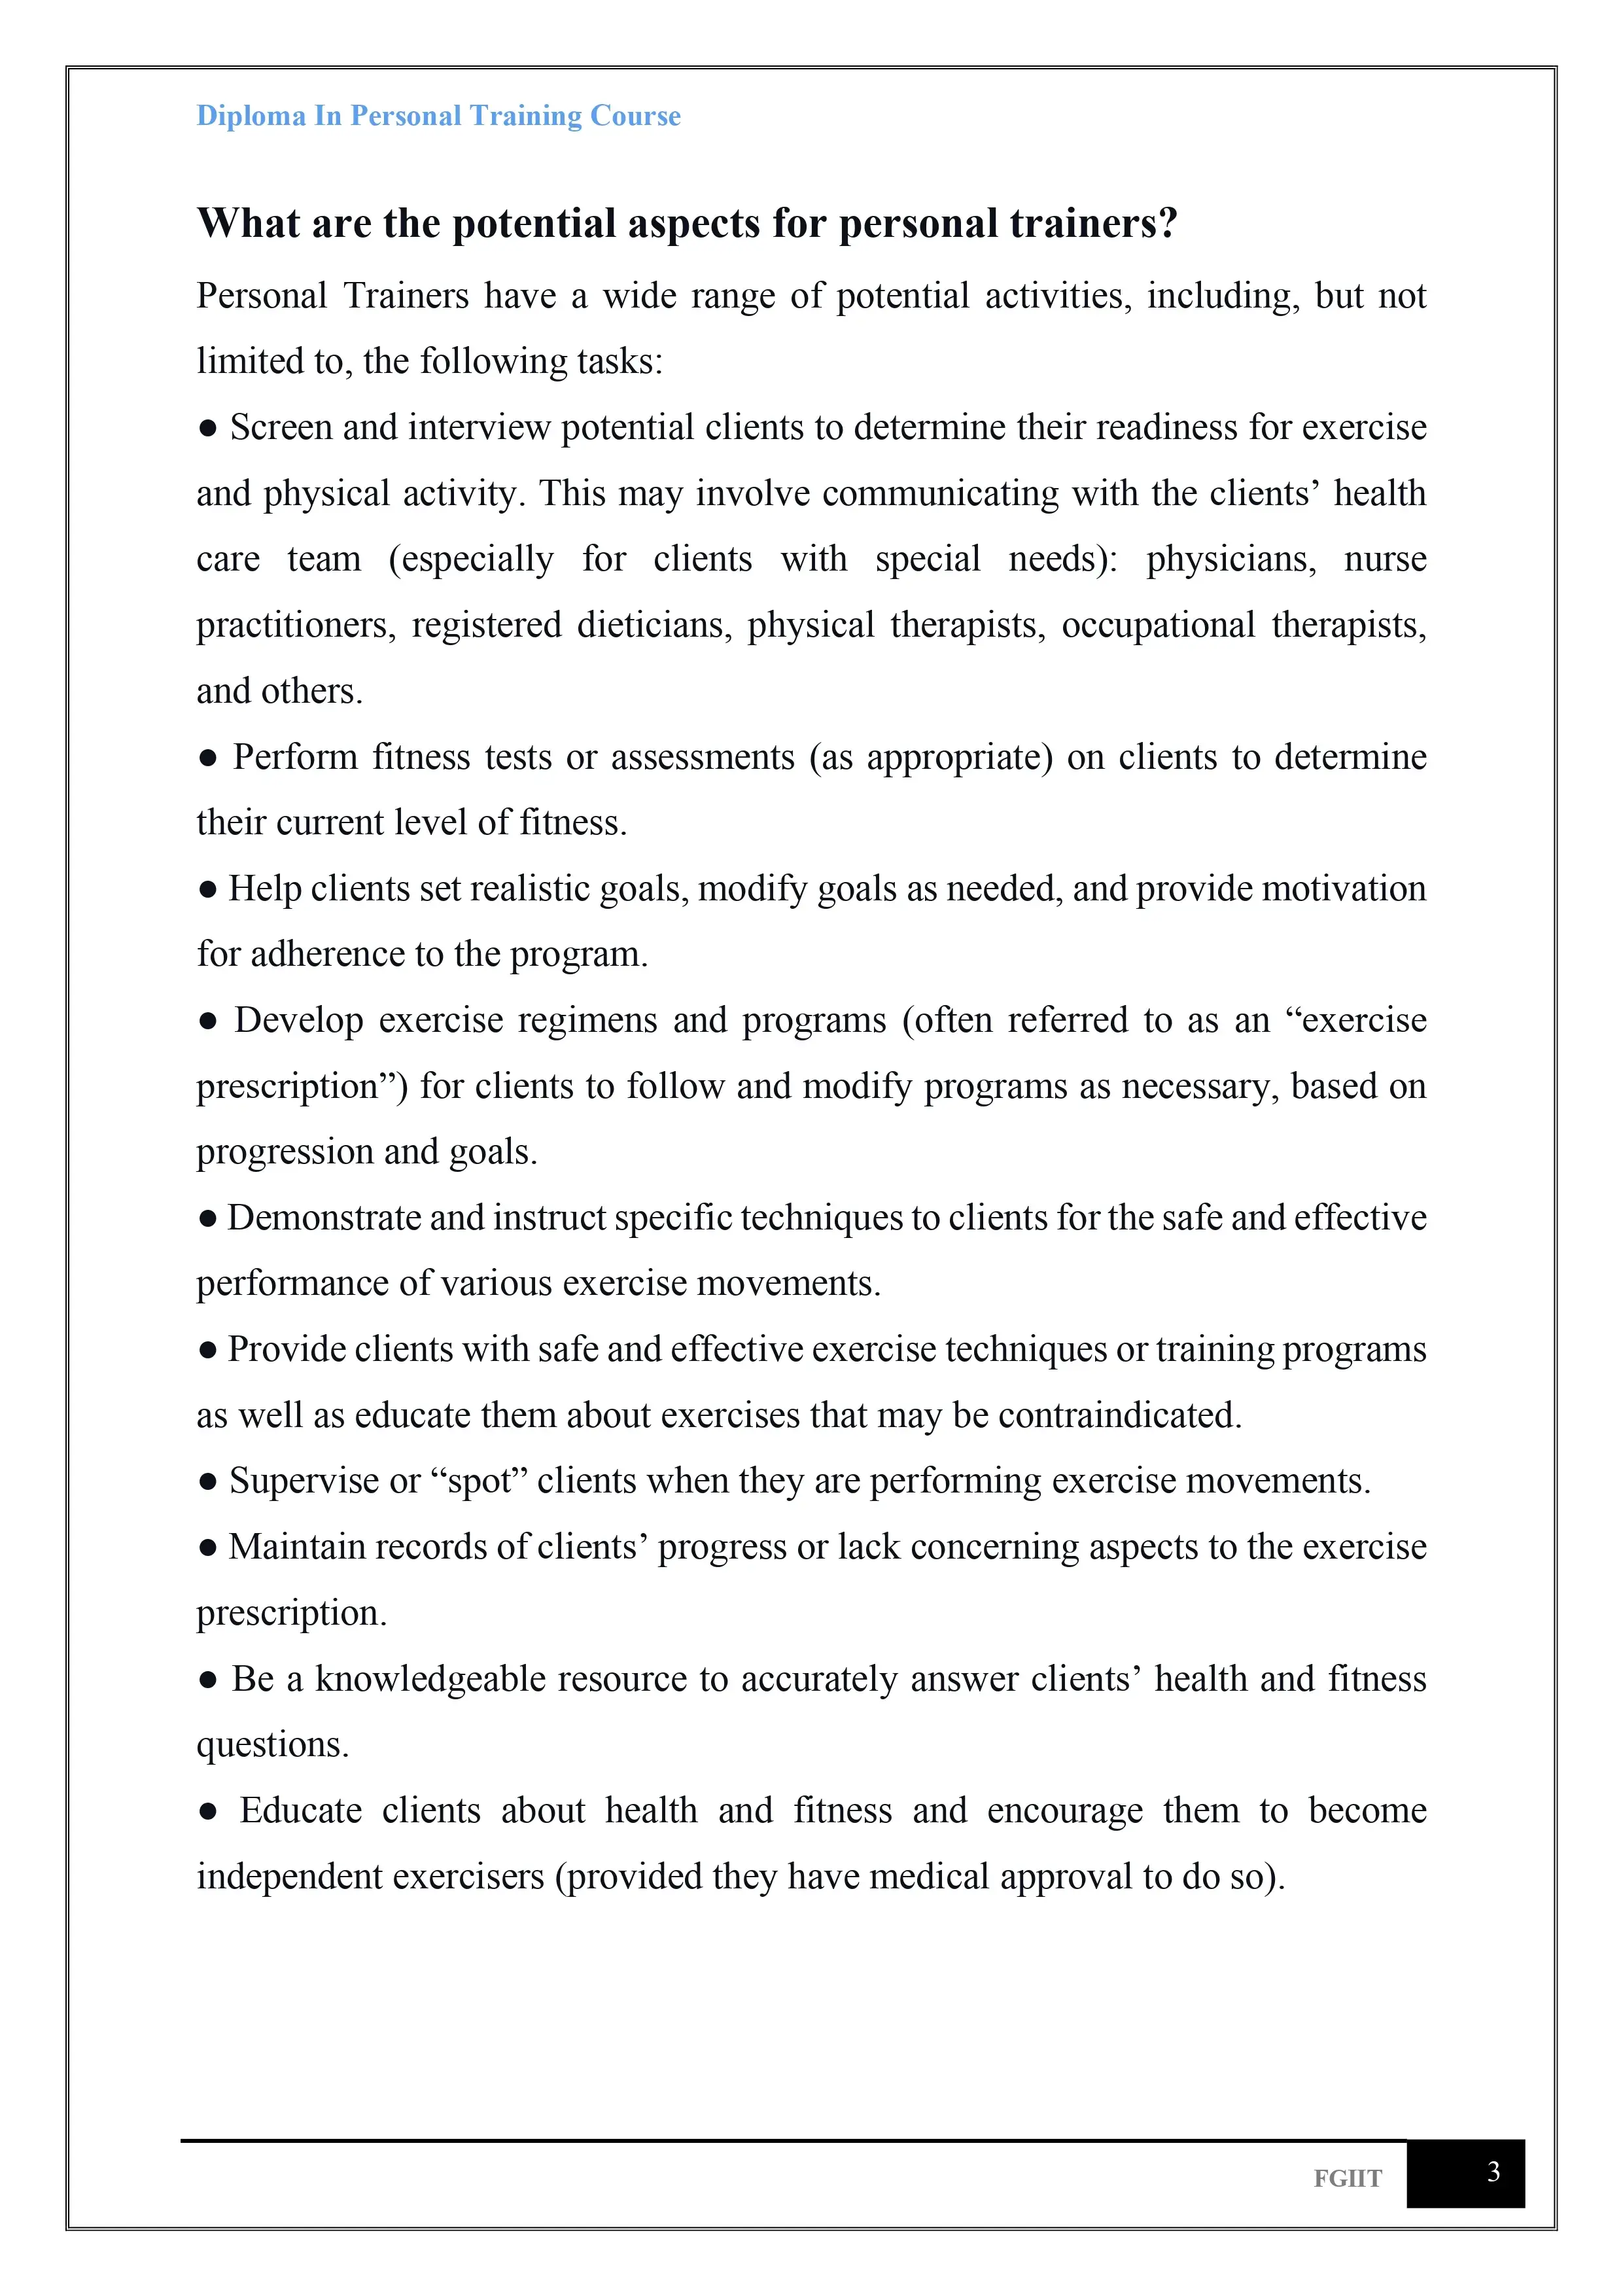 Diploma In Personal Training Course
What are the potential aspects for personal trainers?
Personal Trainers have a wide range of potential activities, including, but not
limited to, the following tasks:
● Screen and interview potential clients to determine their readiness for exercise
and physical activity. This may involve communicating with the clients’ health
care team (especially for clients with special needs): physicians, nurse
practitioners, registered dieticians, physical therapists, occupational therapists,
and others.
● Perform fitness tests or assessments (as appropriate) on clients to determine
their current level of fitness.
● Help clients set realistic goals, modify goals as needed, and provide motivation
for adherence to the program.
● Develop exercise regimens and programs (often referred to as an “exercise
prescription”) for clients to follow and modify programs as necessary, based on
progression and goals.
● Demonstrate and instruct specific techniques to clients for the safe and effective
performance of various exercise movements.
● Provide clients with safe and effective exercise techniques or training programs
as well as educate them about exercises that may be contraindicated.
● Supervise or “spot” clients when they are performing exercise movements.
● Maintain records of clients’ progress or lack concerning aspects to the exercise
prescription.
● Be a knowledgeable resource to accurately answer clients’ health and fitness
questions.
● Educate clients about health and fitness and encourage them to become
independent exercisers (provided they have medical approval to do so).
FGIIT 3